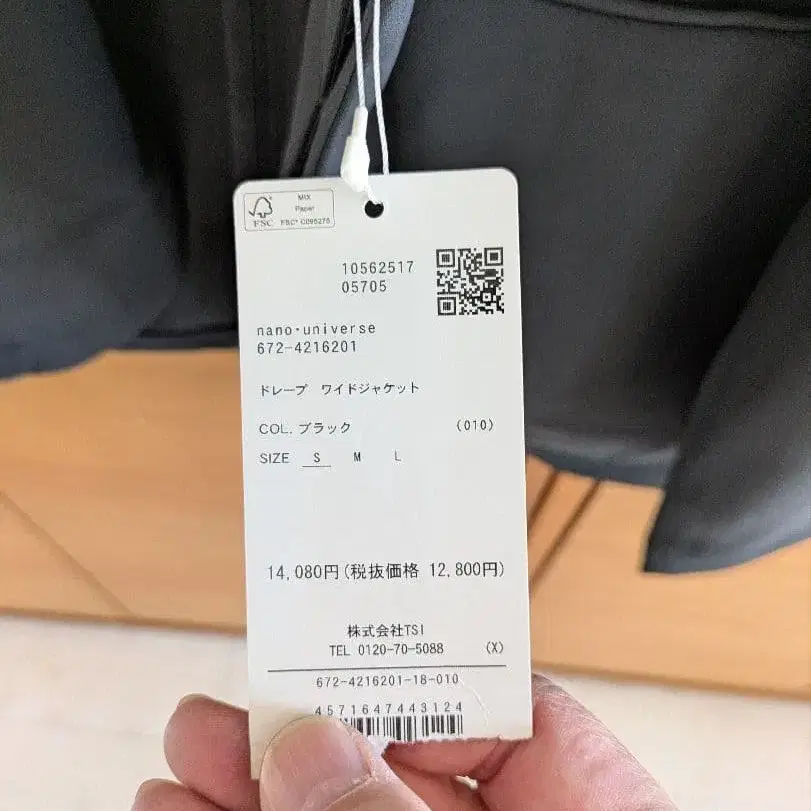 MIX
Paper
FSC
FSC® C095275
10562517
05705
nano・universe
672-4216201
ドレープ ワイドジャケット
COL. ブラック (010)
SIZE S M L
14,080円(税抜価格 12,800円)
株式会社TSI
TEL 0120-70-5088 (X)
672-4216201-18-010
4571647443124